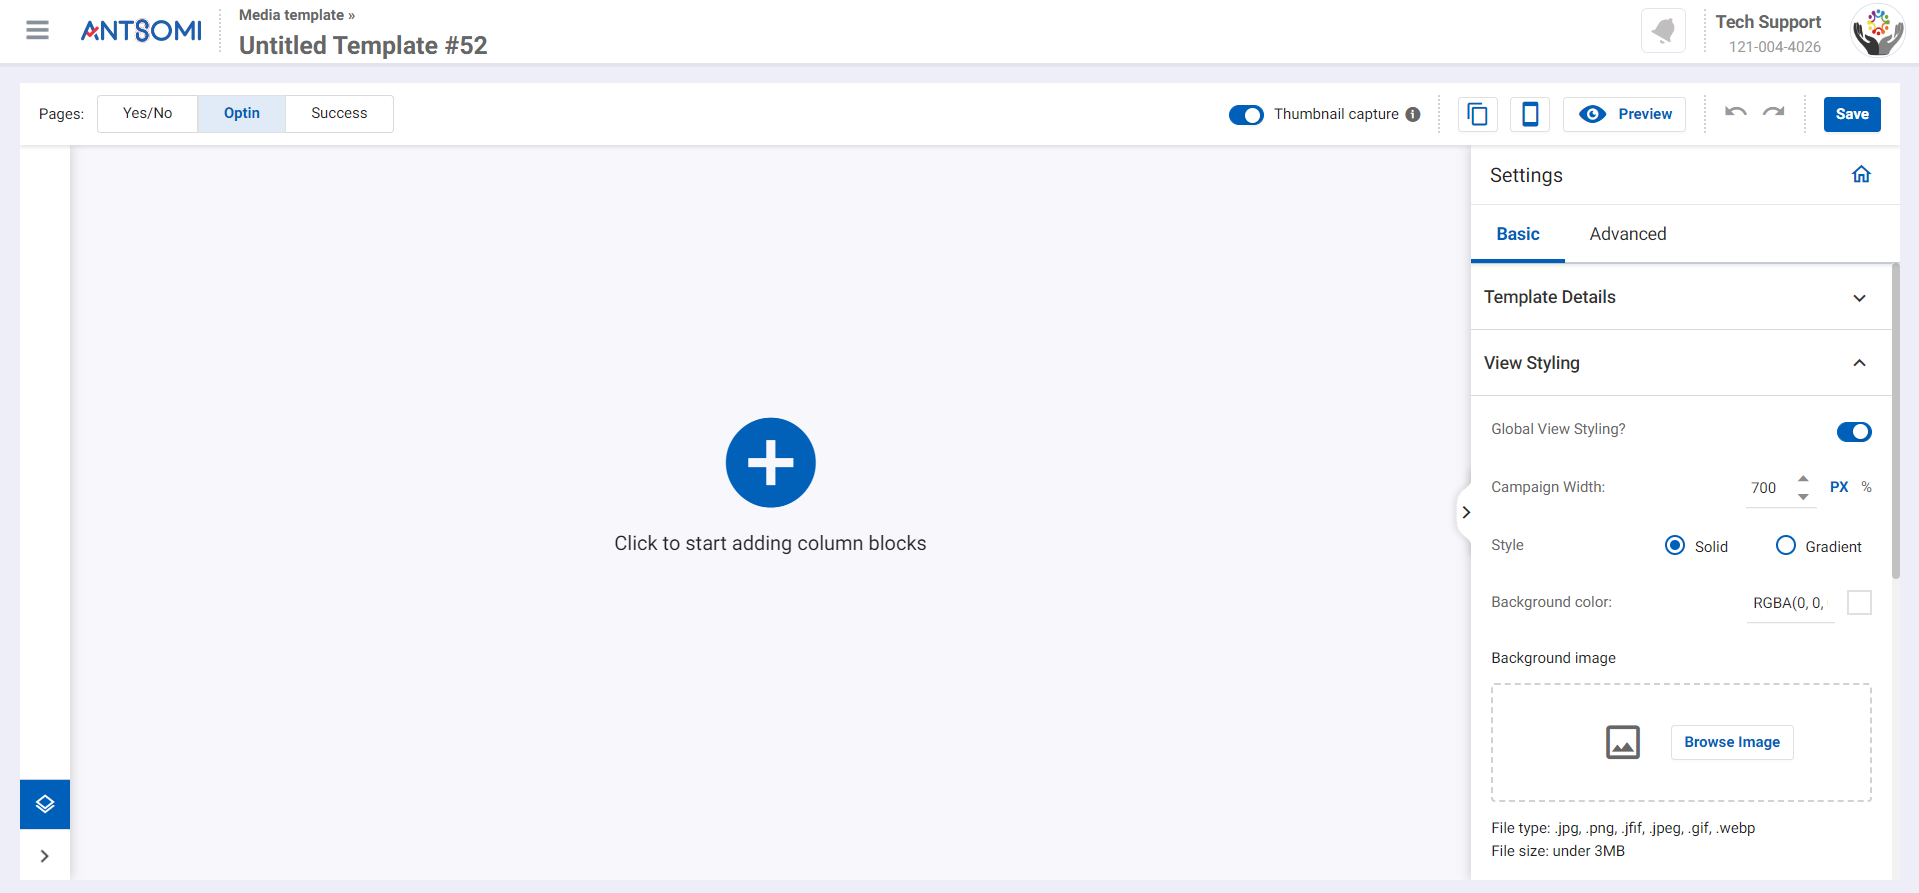 ANTSOMI
Media template »
Untitled Template #52
Tech Support
121-004-4026
Pages:
Yes/No
Optin
Success
Thumbnail capture
Preview
Save
Settings
Basic
Advanced
Template Details
View Styling
Global View Styling?
Campaign Width:
700
PX
%
Style
Solid
Gradient
Background color:
RGBA(0, 0,
Background image
Browse Image
File type: .jpg, .png, .jfif, .jpeg, .gif, .webp
File size: under 3MB
Click to start adding column blocks